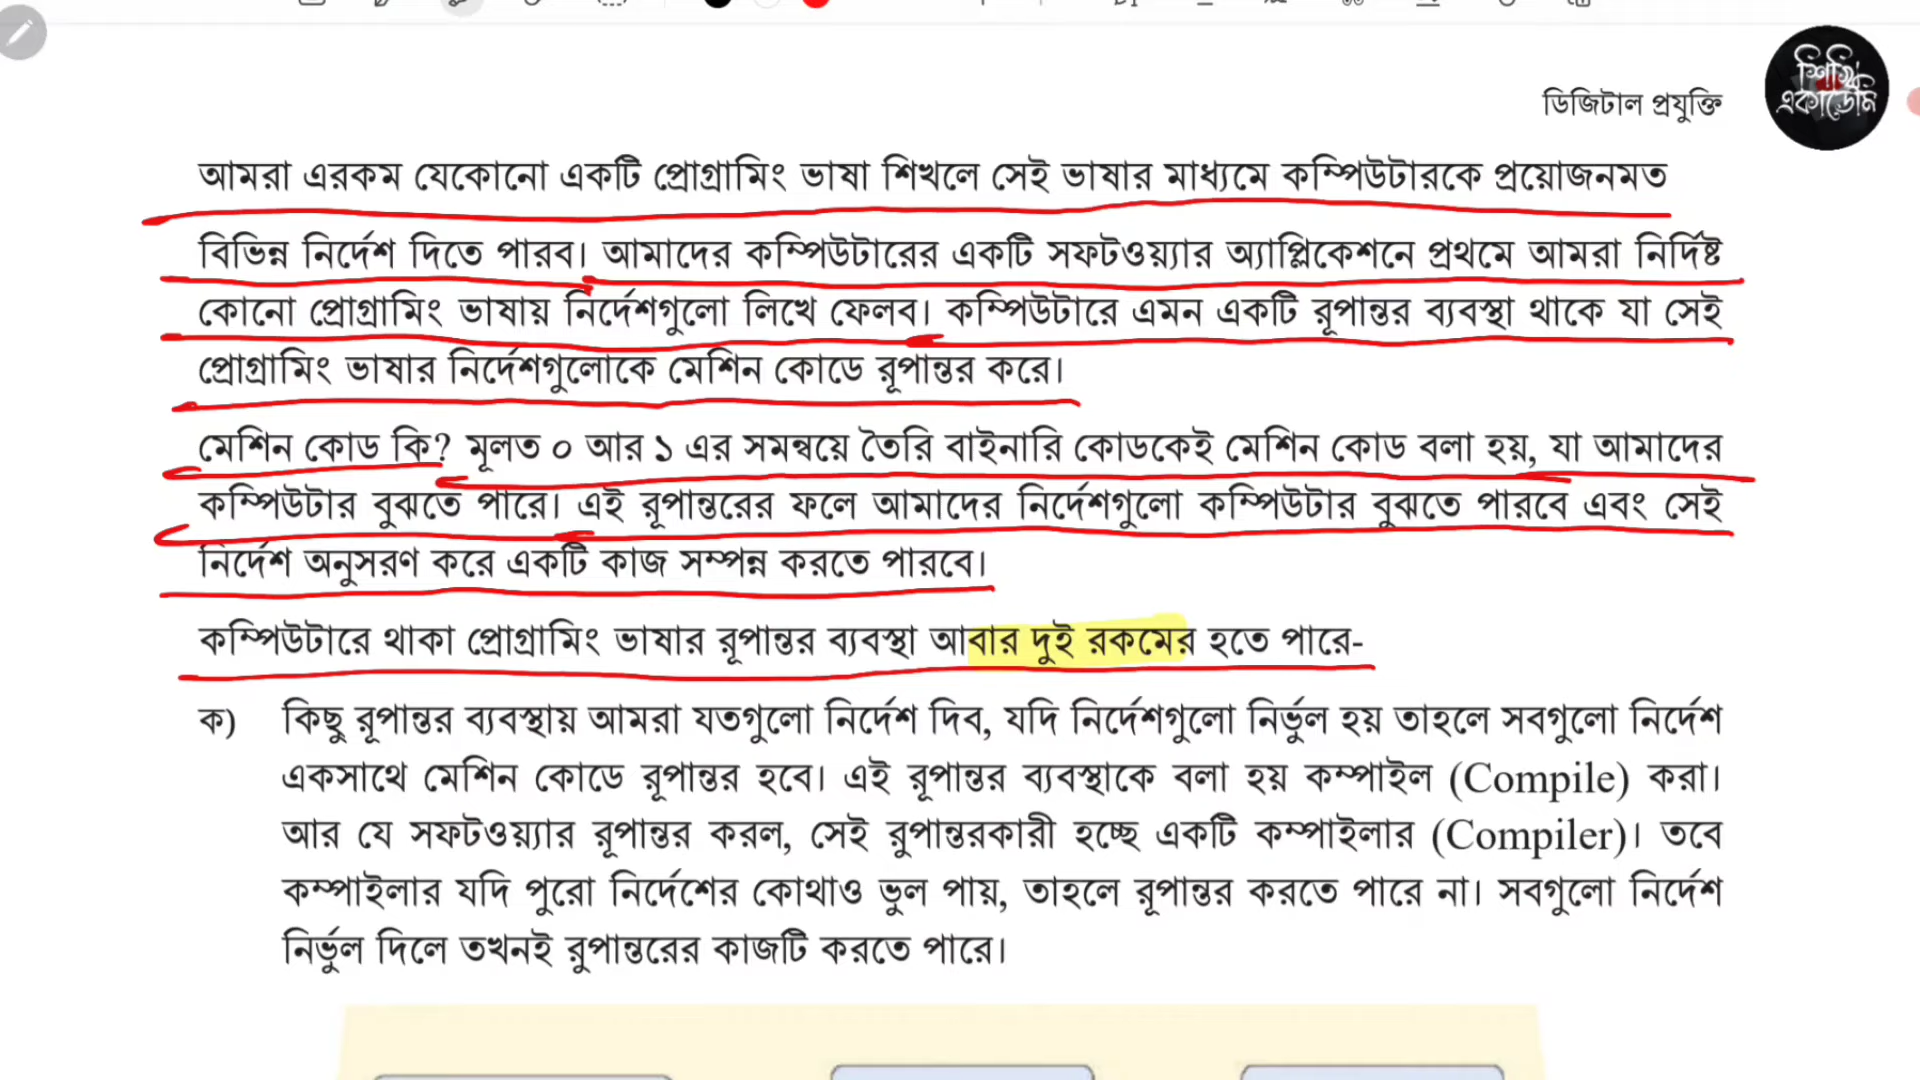 শিখি একাডেমি
ডিজিটাল প্রযুক্তি
আমরা এরকম যেকোনো একটি প্রোগ্রামিং ভাষা শিখলে সেই ভাষার মাধ্যমে কম্পিউটারকে প্রয়োজনমত
বিভিন্ন নির্দেশ দিতে পারব। আমাদের কম্পিউটারের একটি সফটওয়্যার অ্যাপ্লিকেশনে প্রথমে আমরা নির্দিষ্ট
কোনো প্রোগ্রামিং ভাষায় নির্দেশগুলো লিখে ফেলব। কম্পিউটারে এমন একটি রূপান্তর ব্যবস্থা থাকে যা সেই
প্রোগ্রামিং ভাষার নির্দেশগুলোকে মেশিন কোডে রূপান্তর করে।
মেশিন কোড কি? মূলত ০ আর ১ এর সমন্বয়ে তৈরি বাইনারি কোডকেই মেশিন কোড বলা হয়, যা আমাদের
কম্পিউটার বুঝতে পারে। এই রূপান্তরের ফলে আমাদের নির্দেশগুলো কম্পিউটার বুঝতে পারবে এবং সেই
নির্দেশ অনুসরণ করে একটি কাজ সম্পন্ন করতে পারবে।
কম্পিউটারে থাকা প্রোগ্রামিং ভাষার রূপান্তর ব্যবস্থা আবার দুই রকমের হতে পারে-
ক) কিছু রূপান্তর ব্যবস্থায় আমরা যতগুলো নির্দেশ দিব, যদি নির্দেশগুলো নির্ভুল হয় তাহলে সবগুলো নির্দেশ
একসাথে মেশিন কোডে রূপান্তর হবে। এই রূপান্তর ব্যবস্থাকে বলা হয় কম্পাইল (Compile) করা।
আর যে সফটওয়্যার রূপান্তর করল, সেই রুপান্তরকারী হচ্ছে একটি কম্পাইলার (Compiler)। তবে
কম্পাইলার যদি পুরো নির্দেশের কোথাও ভুল পায়, তাহলে রূপান্তর করতে পারে না। সবগুলো নির্দেশ
নির্ভুল দিলে তখনই রুপান্তরের কাজটি করতে পারে।